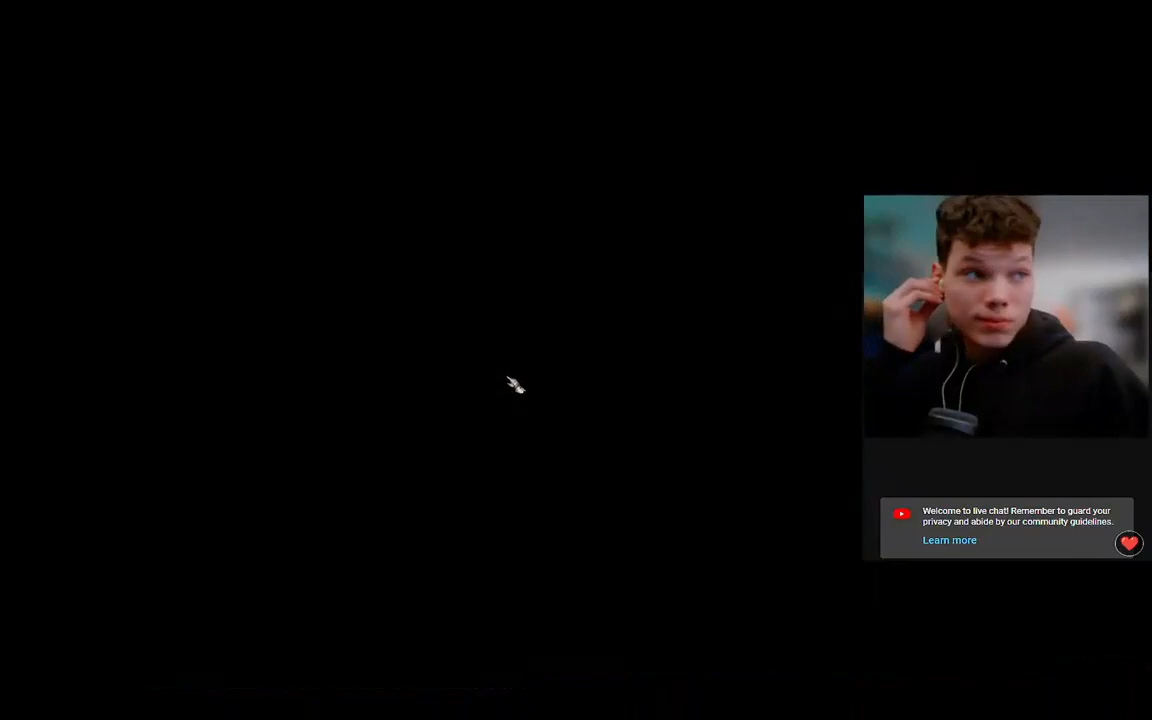 Welcome to live chat! Remember to guard your
privacy and abide by our community guidelines.
Learn more